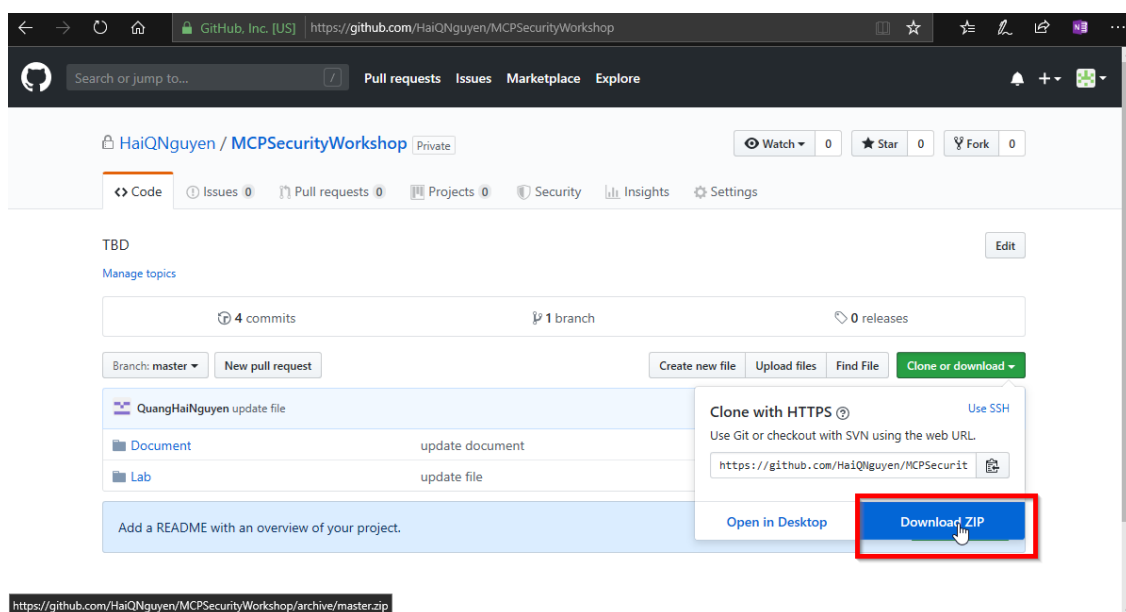 GitHub, Inc. [US] https://github.com/HaiQNguyen/MCPSecurityWorkshop
Search or jump to... / Pull requests Issues Marketplace Explore
HaiQNguyen / MCPSecurityWorkshop Private Watch 0 Star 0 Fork 0
<> Code Issues 0 Pull requests 0 Projects 0 Security Insights Settings
TBD Edit
Manage topics
4 commits 1 branch 0 releases
Branch: master New pull request Create new file Upload files Find File Clone or download
QuangHaiNguyen update file
Document update document
Lab update file
Add a README with an overview of your project.
Clone with HTTPS ? Use SSH
Use Git or checkout with SVN using the web URL.
https://github.com/HaiQNguyen/MCPSecurit
Open in Desktop Download ZIP
https://github.com/HaiQNguyen/MCPSecurityWorkshop/archive/master.zip